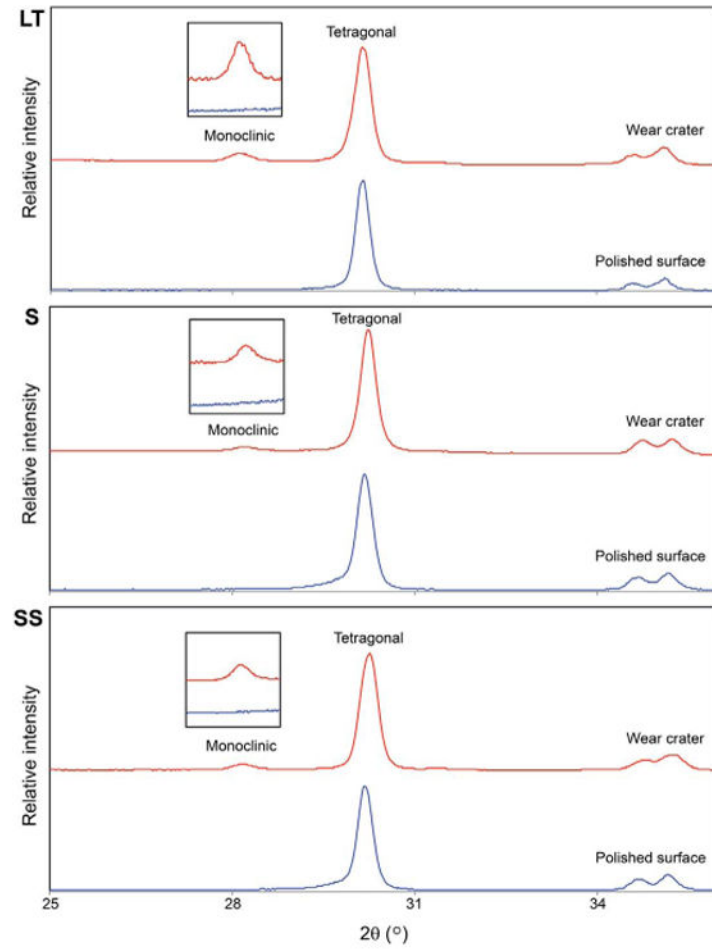 LT
Tetragonal
Monoclinic
Wear crater
Polished surface
Relative intensity
S
Tetragonal
Monoclinic
Wear crater
Polished surface
Relative intensity
SS
Tetragonal
Monoclinic
Wear crater
Polished surface
Relative intensity
25 28 31 34
2θ (°)